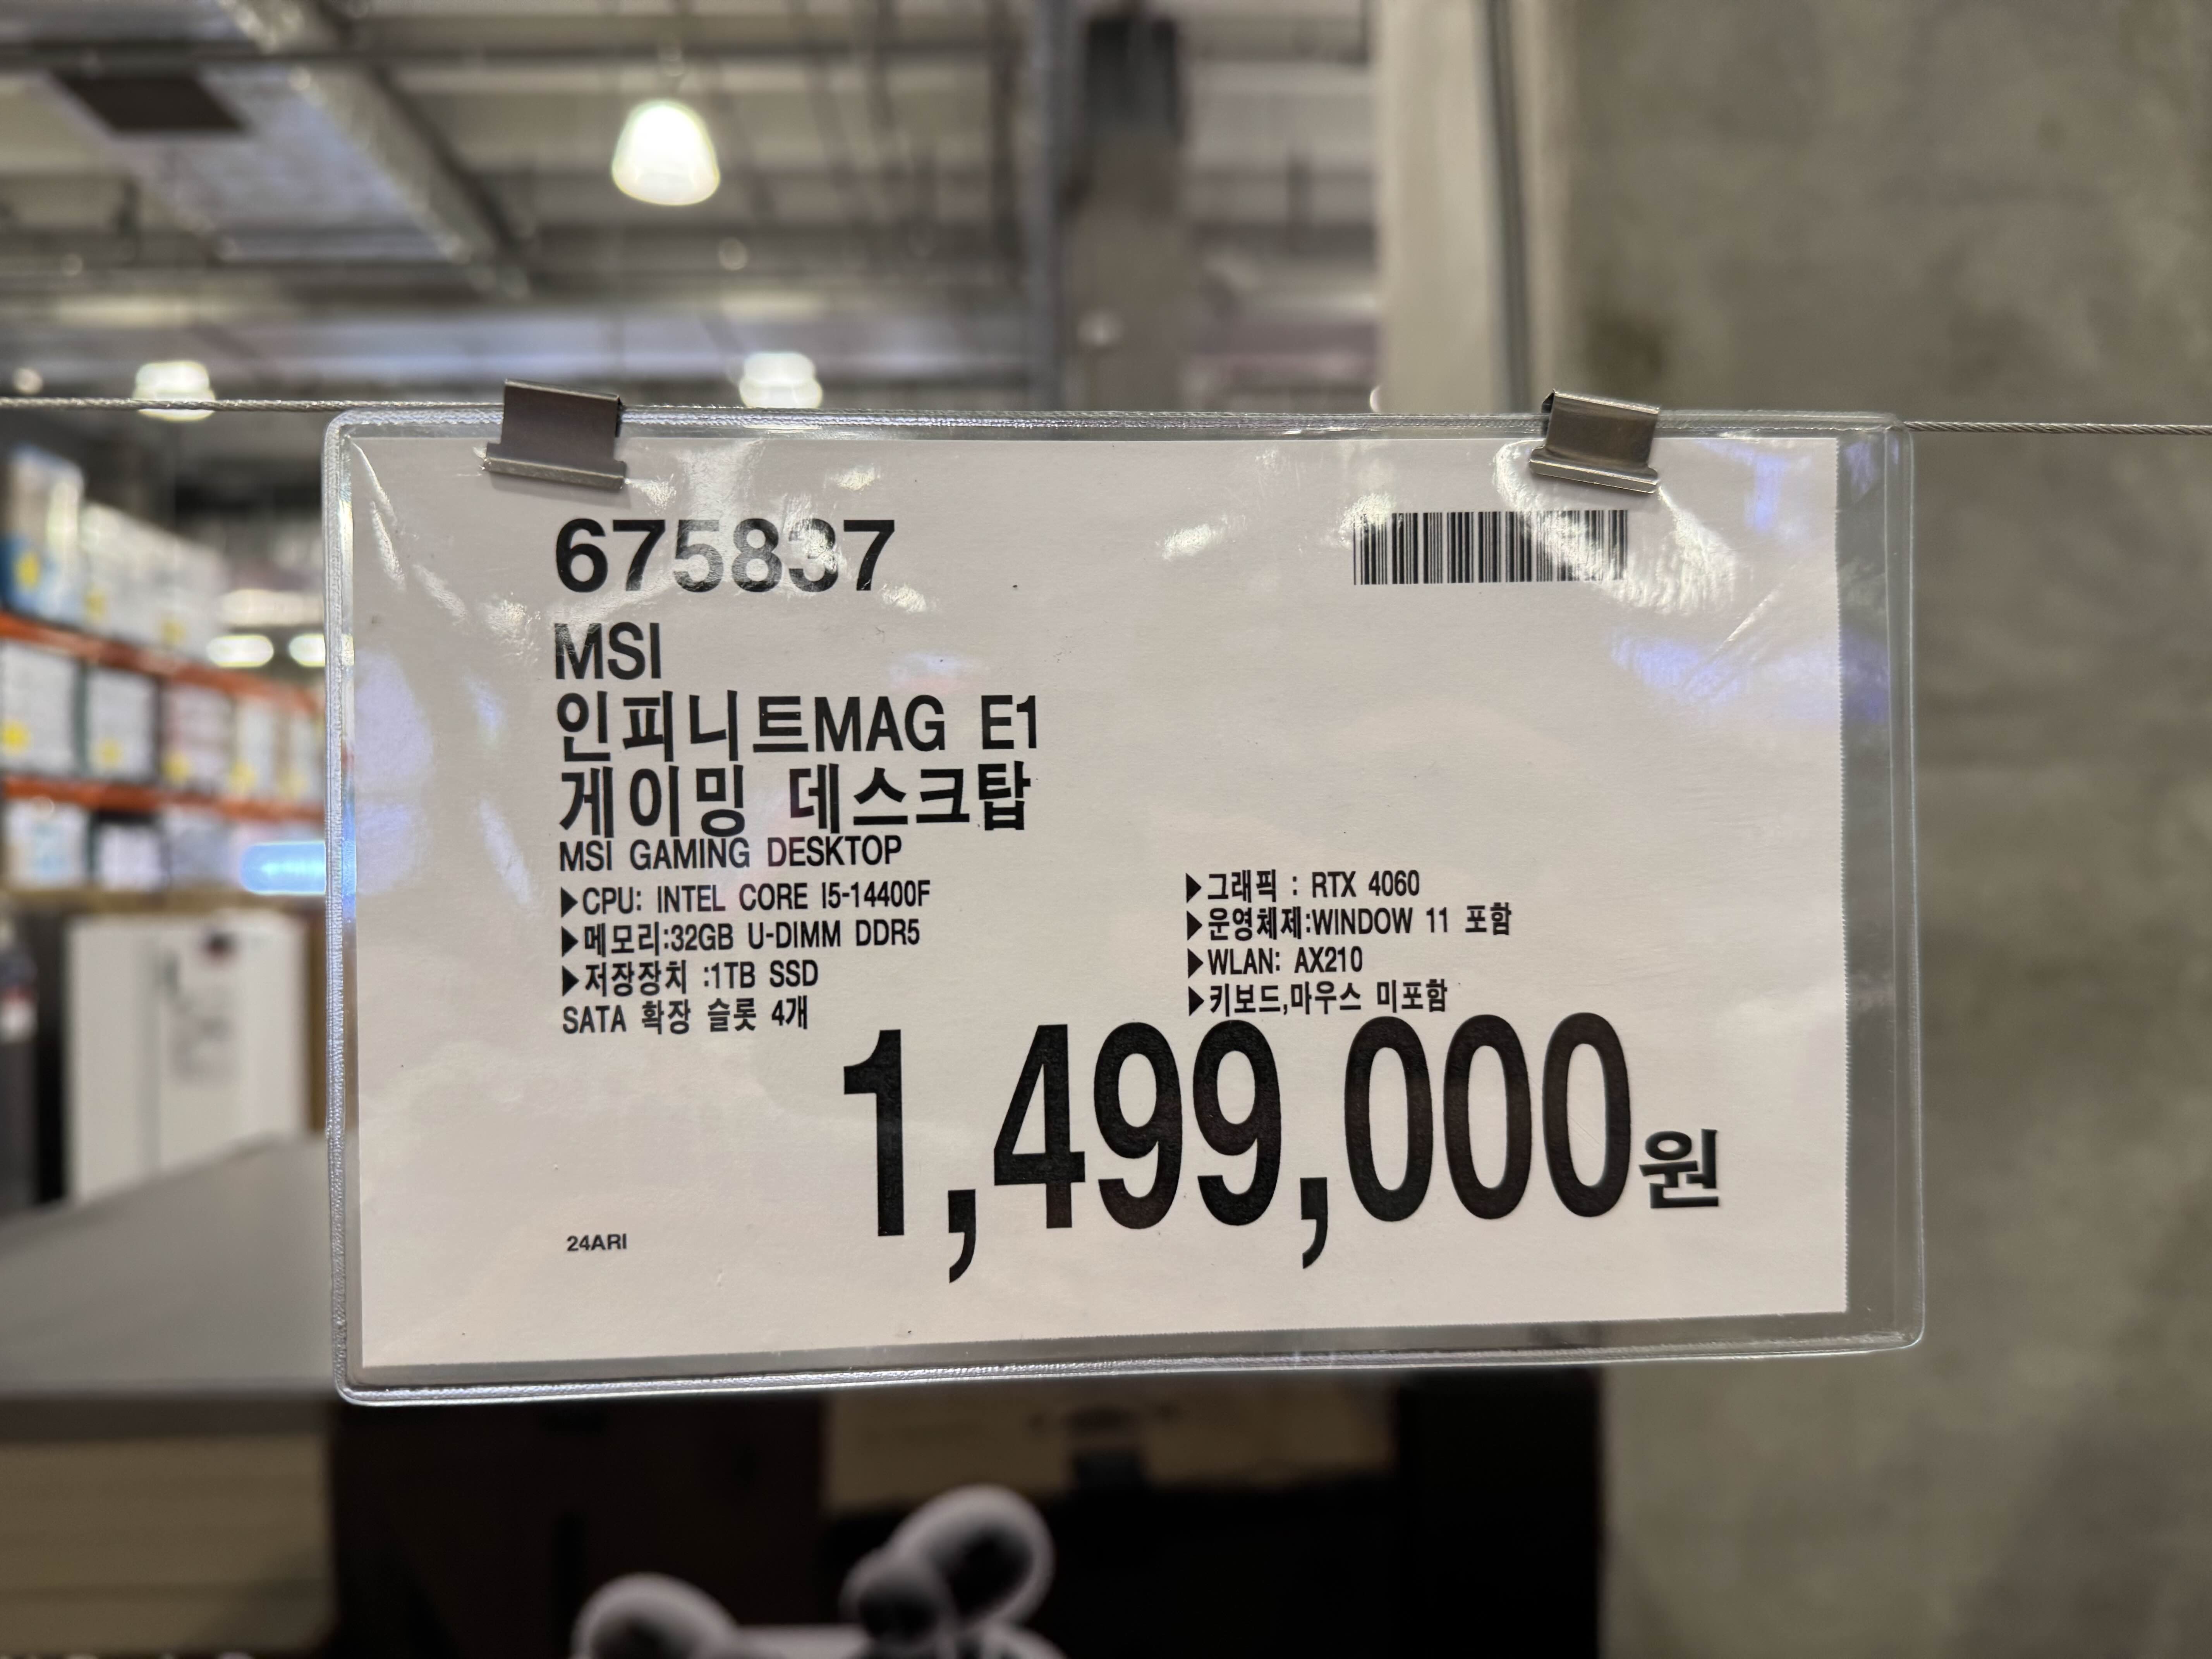 675837
MSI
인피니트MAG E1
게이밍 데스크탑
MSI GAMING DESKTOP
▶CPU: INTEL CORE I5-14400F
▶메모리:32GB U-DIMM DDR5
▶저장장치 :1TB SSD
SATA 확장 슬롯 4개
▶그래픽 : RTX 4060
▶운영체제:WINDOW 11 포함
▶WLAN: AX210
▶키보드,마우스 미포함
1,499,000원
24ARI